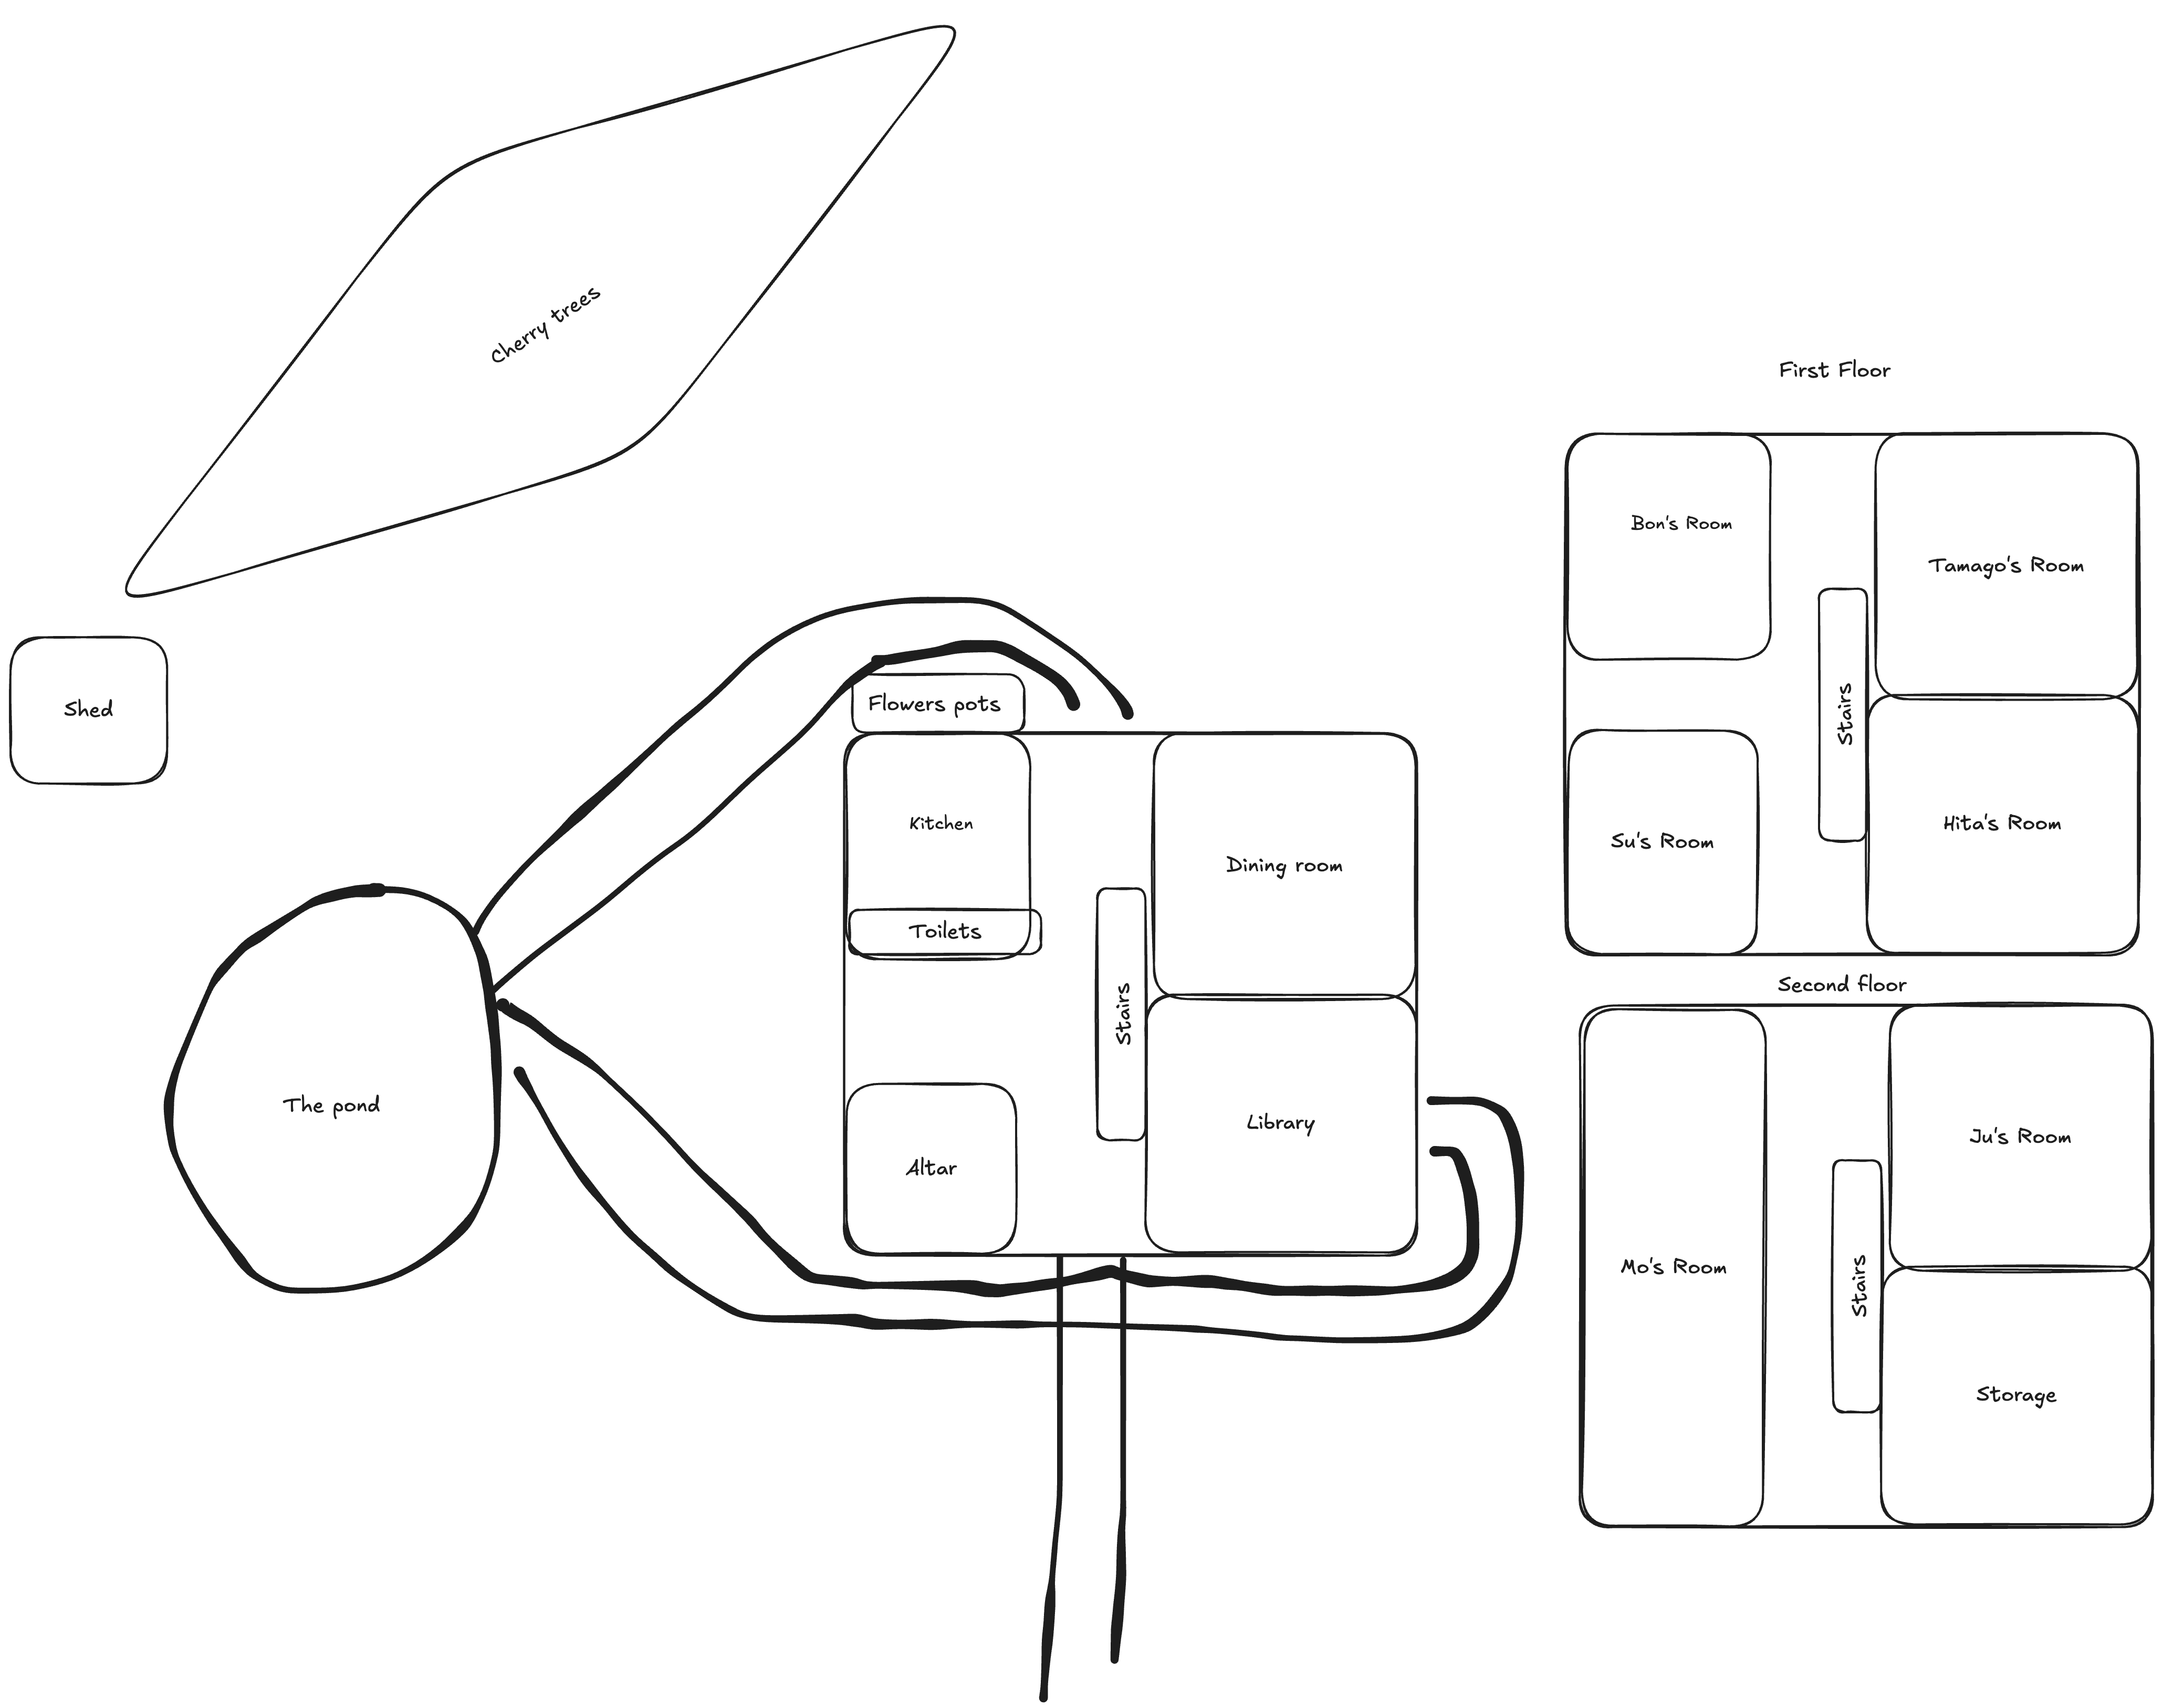 Cherry trees
First Floor
Bon's Room
Tamago's Room
Stairs
Su's Room
Hita's Room
Shed
Flowers pots
Kitchen
Dining room
Toilets
Stairs
Altar
Library
The pond
Second floor
Mo's Room
Ju's Room
Stairs
Storage